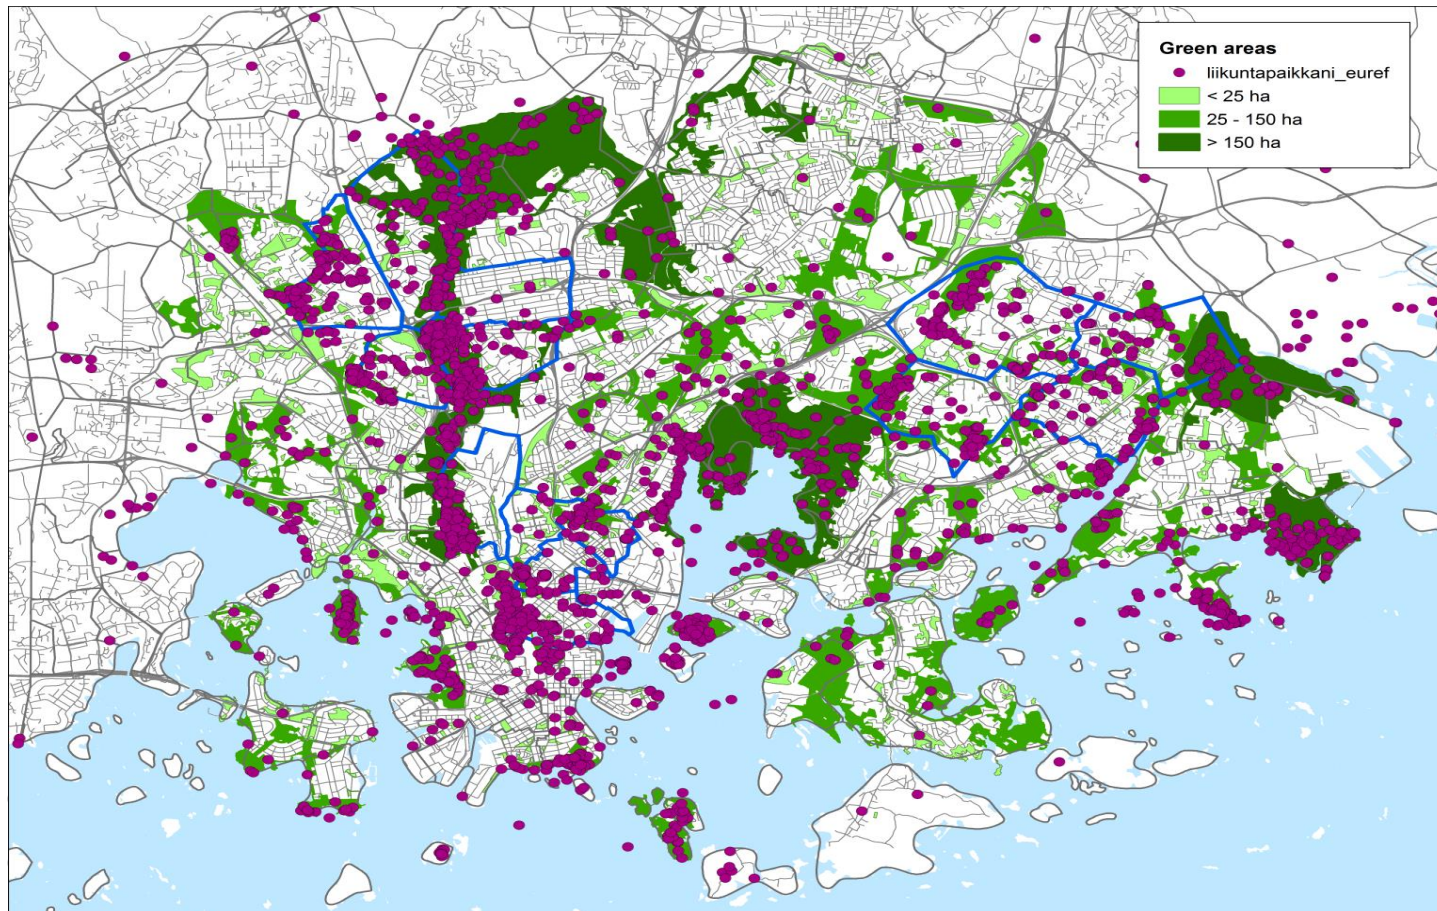 Green areas
liikuntapaikkani_euref
< 25 ha
25 - 150 ha
> 150 ha